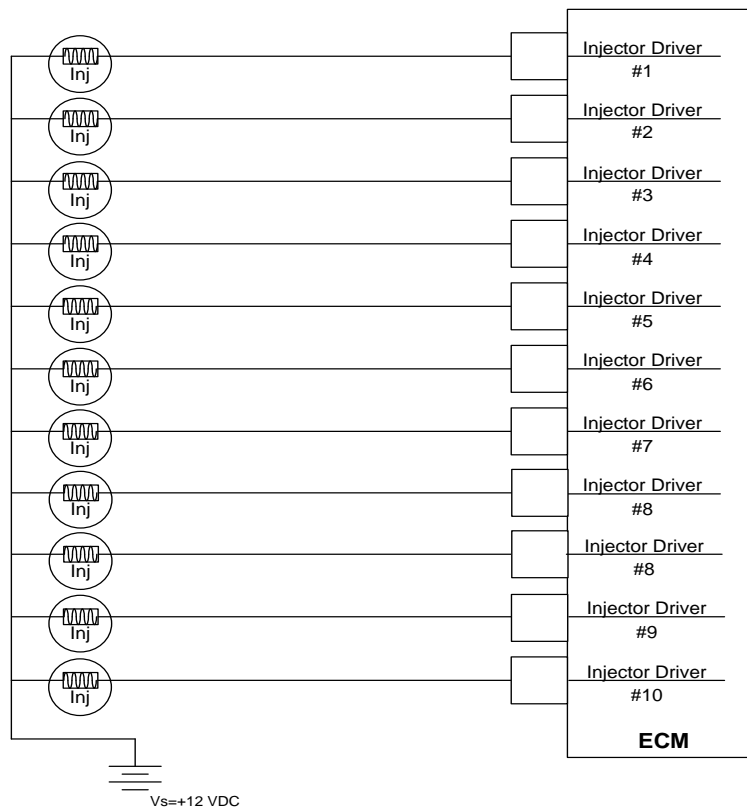 Injector Driver
#1
Inj
Injector Driver
#2
Inj
Injector Driver
#3
Inj
Injector Driver
#4
Inj
Injector Driver
#5
Inj
Injector Driver
#6
Inj
Injector Driver
#7
Inj
Injector Driver
#8
Inj
Injector Driver
#8
Inj
Injector Driver
#9
Inj
Injector Driver
#10
Inj
ECM
Vs=+12 VDC